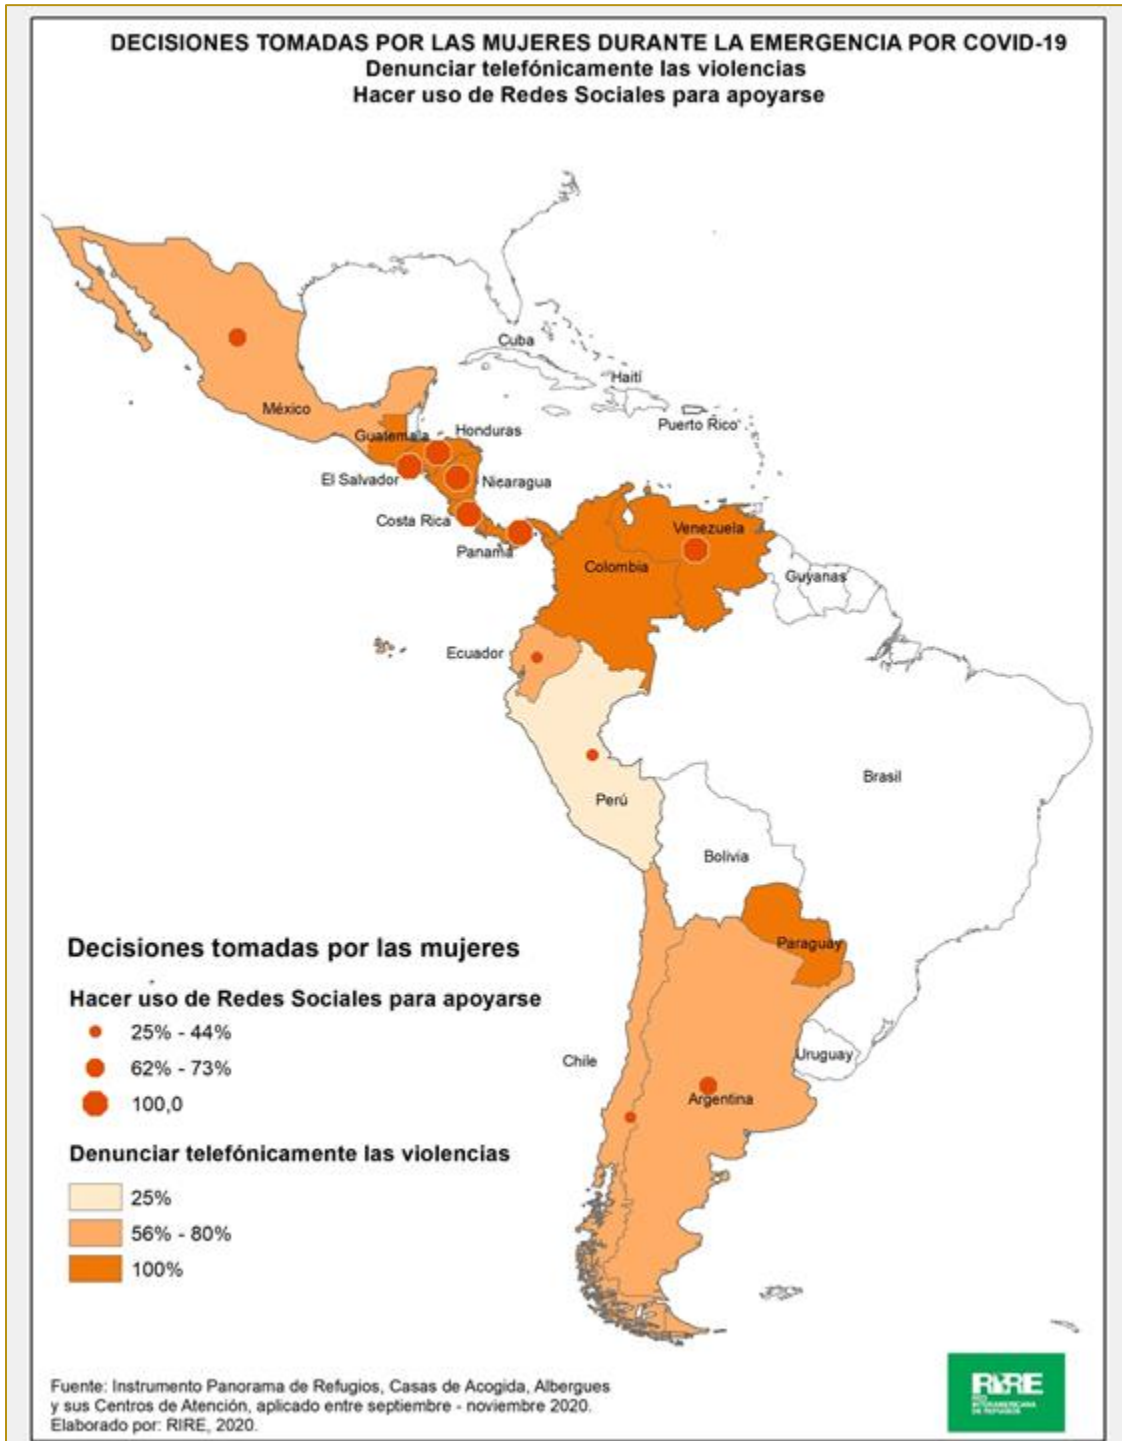 DECISIONES TOMADAS POR LAS MUJERES DURANTE LA EMERGENCIA POR COVID-19
Denunciar telefónicamente las violencias
Hacer uso de Redes Sociales para apoyarse
Cuba
Haití
Puerto Rico
México
Guatemala
Honduras
El Salvador
Nicaragua
Costa Rica
Panamá
Venezuela
Colombia
Guyanas
Ecuador
Brasil
Perú
Bolivia
Paraguay
Uruguay
Chile
Argentina
Decisiones tomadas por las mujeres
Hacer uso de Redes Sociales para apoyarse
25% - 44%
62% - 73%
100,0
Denunciar telefónicamente las violencias
25%
56% - 80%
100%
Fuente: Instrumento Panorama de Refugios, Casas de Acogida, Albergues
y sus Centros de Atención, aplicado entre septiembre - noviembre 2020.
Elaborado por: RIRE, 2020.
RIRE
RED
INTERAMERICANA
DE REFUGIOS